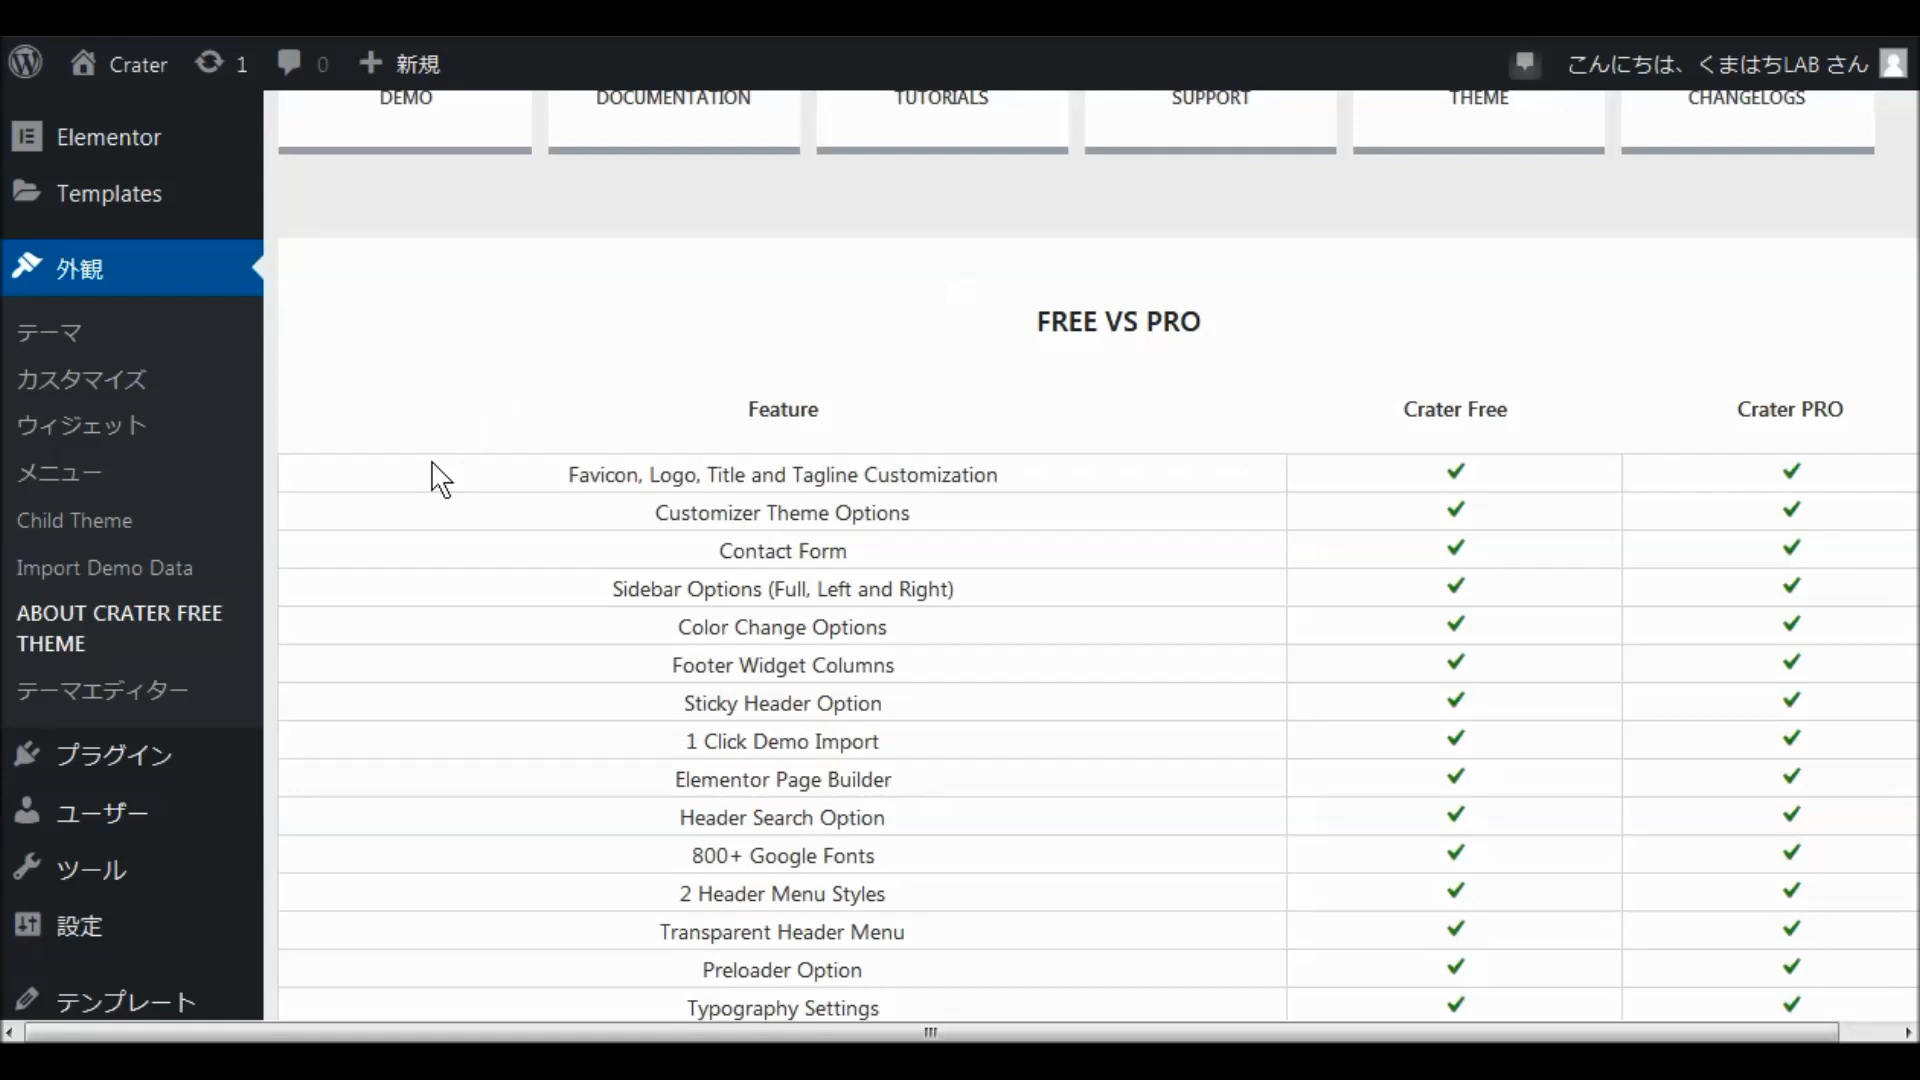 Crater 1 0 新規 こんにちは、くまはちLAB さん
DEMO DOCUMENTATION TUTORIALS SUPPORT THEME CHANGELOGS
Elementor
Templates
外観
テーマ
カスタマイズ
ウィジェット
メニュー
Child Theme
Import Demo Data
ABOUT CRATER FREE
THEME
テーマエディター
プラグイン
ユーザー
ツール
設定
テンプレート
FREE VS PRO
Feature Crater Free Crater PRO
Favicon, Logo, Title and Tagline Customization
Customizer Theme Options
Contact Form
Sidebar Options (Full, Left and Right)
Color Change Options
Footer Widget Columns
Sticky Header Option
1 Click Demo Import
Elementor Page Builder
Header Search Option
800+ Google Fonts
2 Header Menu Styles
Transparent Header Menu
Preloader Option
Typography Settings